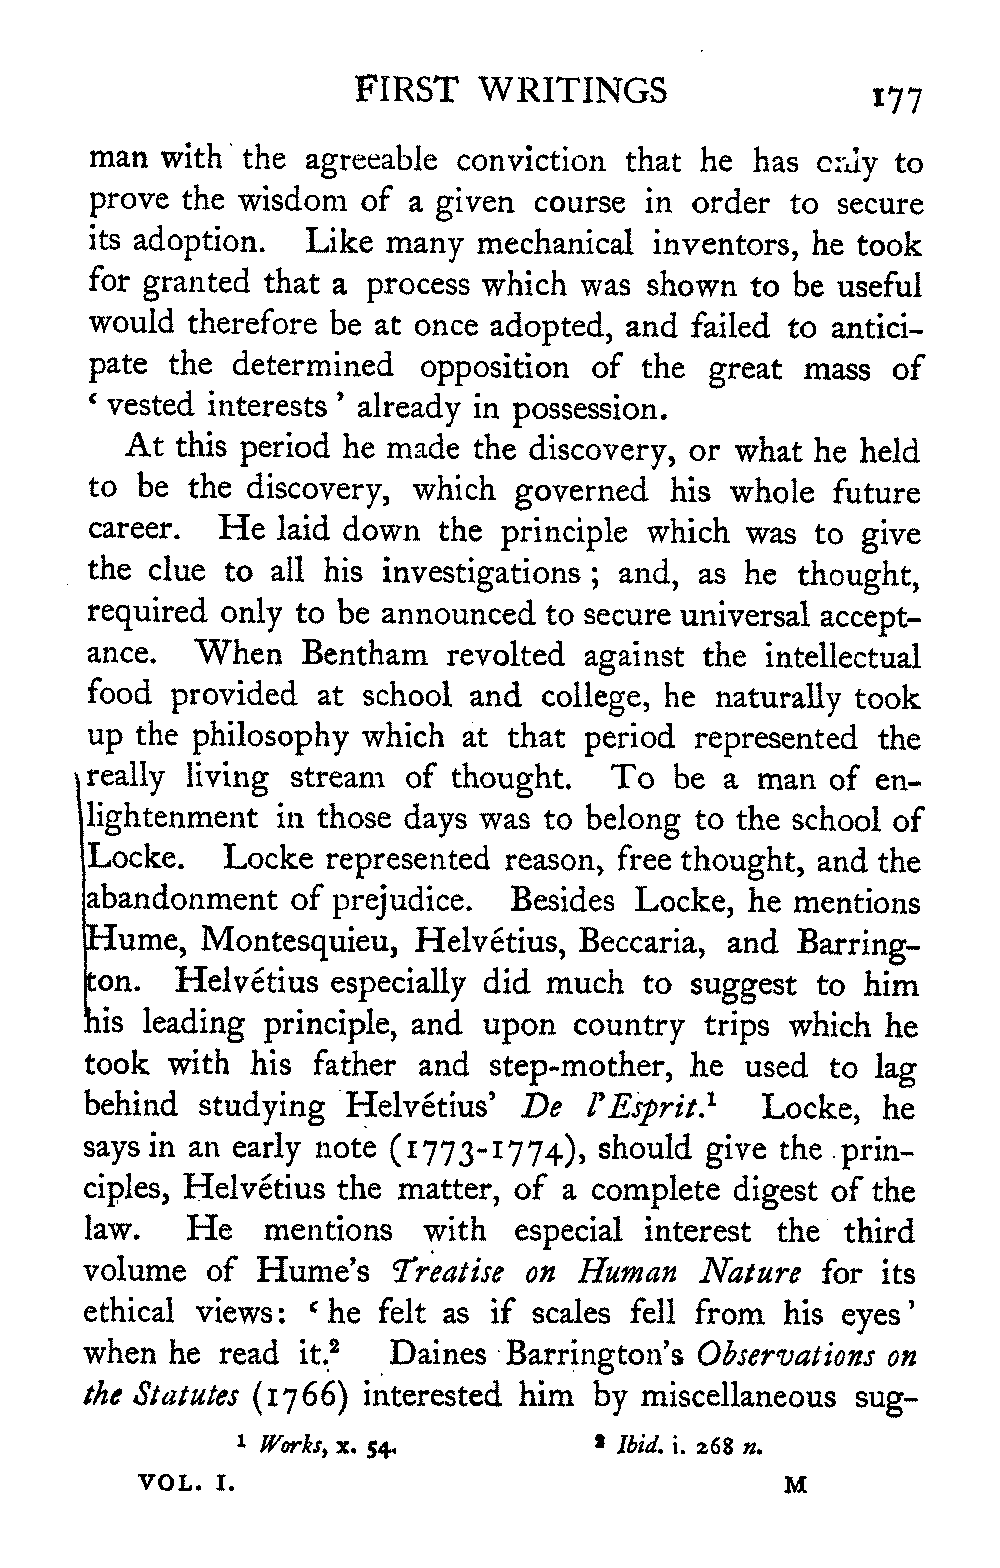 FIRST WRITINGS 177
man with the agreeable conviction that he has only to
prove the wisdom of a given course in order to secure
its adoption. Like many mechanical inventors, he took
for granted that a process which was shown to be useful
would therefore be at once adopted, and failed to antici-
pate the determined opposition of the great mass of
‘ vested interests ’ already in possession.
At this period he made the discovery, or what he held
to be the discovery, which governed his whole future
career. He laid down the principle which was to give
the clue to all his investigations ; and, as he thought,
required only to be announced to secure universal accept-
ance. When Bentham revolted against the intellectual
food provided at school and college, he naturally took
up the philosophy which at that period represented the
really living stream of thought. To be a man of en-
lightenment in those days was to belong to the school of
Locke. Locke represented reason, free thought, and the
abandonment of prejudice. Besides Locke, he mentions
Hume, Montesquieu, Helvétius, Beccaria, and Barring-
ton. Helvétius especially did much to suggest to him
his leading principle, and upon country trips which he
took with his father and step-mother, he used to lag
behind studying Helvétius’ De l’Esprit.¹ Locke, he
says in an early note (1773-1774), should give the prin-
ciples, Helvétius the matter, of a complete digest of the
law. He mentions with especial interest the third
volume of Hume’s Treatise on Human Nature for its
ethical views: ‘ he felt as if scales fell from his eyes ’
when he read it.² Daines Barrington’s Observations on
the Statutes (1766) interested him by miscellaneous sug-
¹ Works, x. 54. ² Ibid. i. 268 n.
VOL. I. M